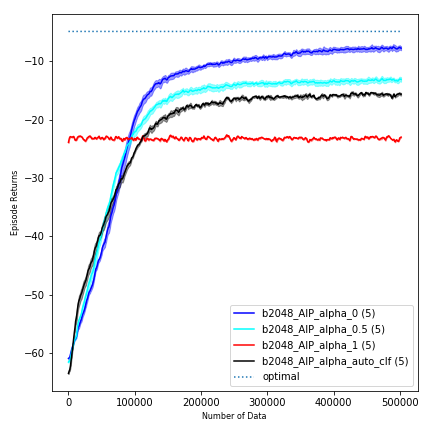 −10
−20
−30
−40
−50
−60
Episode Returns
0
100000
200000
300000
400000
500000
Number of Data
b2048_AIP_alpha_0 (5)
b2048_AIP_alpha_0.5 (5)
b2048_AIP_alpha_1 (5)
b2048_AIP_alpha_auto_clf (5)
optimal